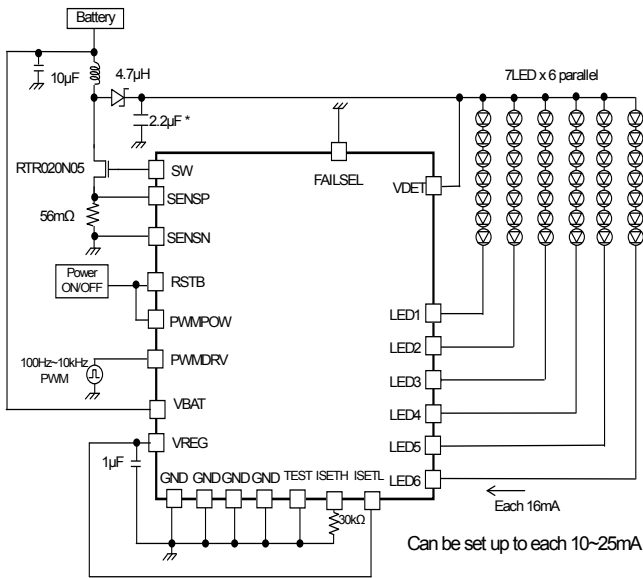 Battery
10μF
4.7μH
7LED x 6 parallel
2.2μF *
RTR020N05
SW
FAILSEL
VDET
SENSP
56mΩ
SENSN
Power
ON/OFF
RSTB
PWMPOW
LED1
LED2
100Hz~10kHz
PWM
PWMDRV
LED3
VBAT
LED4
VREG
LED5
1μF
GND GND GND GND TEST ISETH ISETL
LED6
Each 16mA
30kΩ
Can be set up to each 10~25mA